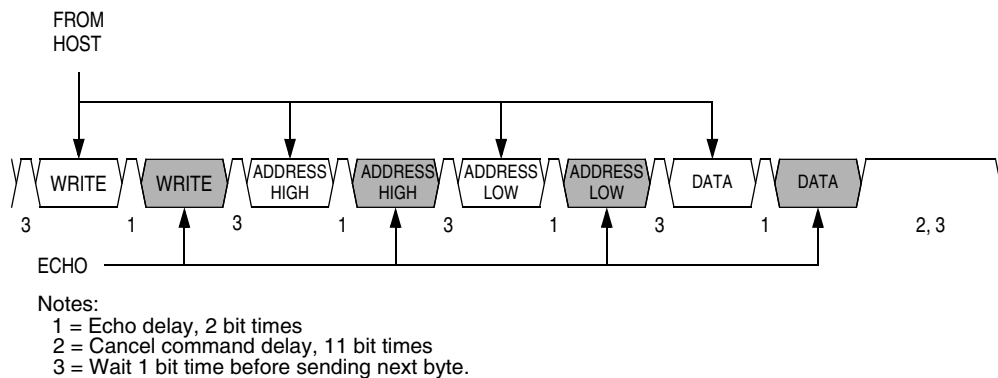 FROM
HOST
WRITE WRITE ADDRESS HIGH ADDRESS HIGH ADDRESS LOW ADDRESS LOW DATA DATA
3 1 3 1 3 1 3 1 2, 3
ECHO
Notes:
1 = Echo delay, 2 bit times
2 = Cancel command delay, 11 bit times
3 = Wait 1 bit time before sending next byte.